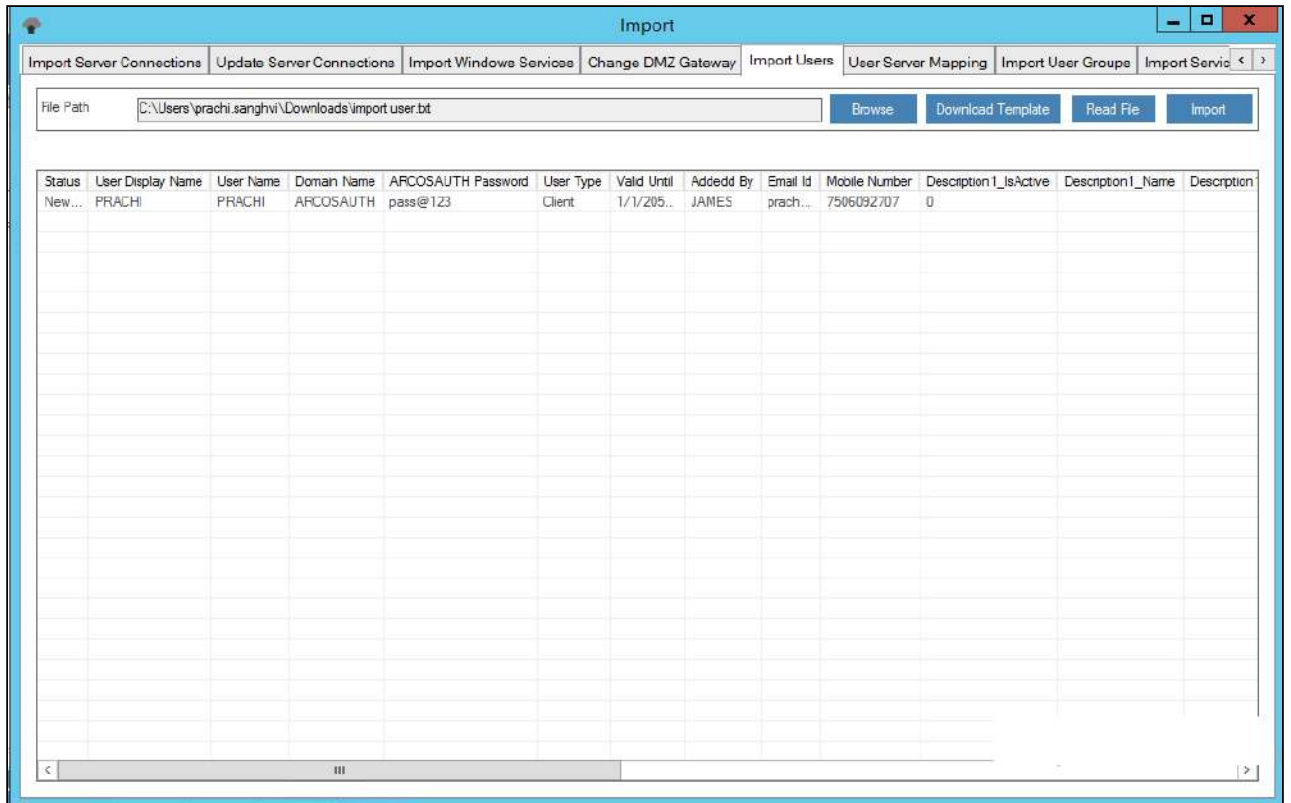 Import
Import Server Connections Update Server Connections Import Windows Services Change DMZ Gateway Import Users User Server Mapping Import User Groups Import Servic
File Path C:\Users\prachi.sanghvi\Downloads\import user.txt Browse Download Template Read File Import
Status User Display Name User Name Domain Name ARCOSAUTH Password User Type Valid Until Addedd By Email Id Mobile Number Description1_IsActive Description1_Name Description1
New... PRACHI PRACHI ARCOSAUTH pass@123 Client 1/1/205... JAMES prach... 7506092707 0